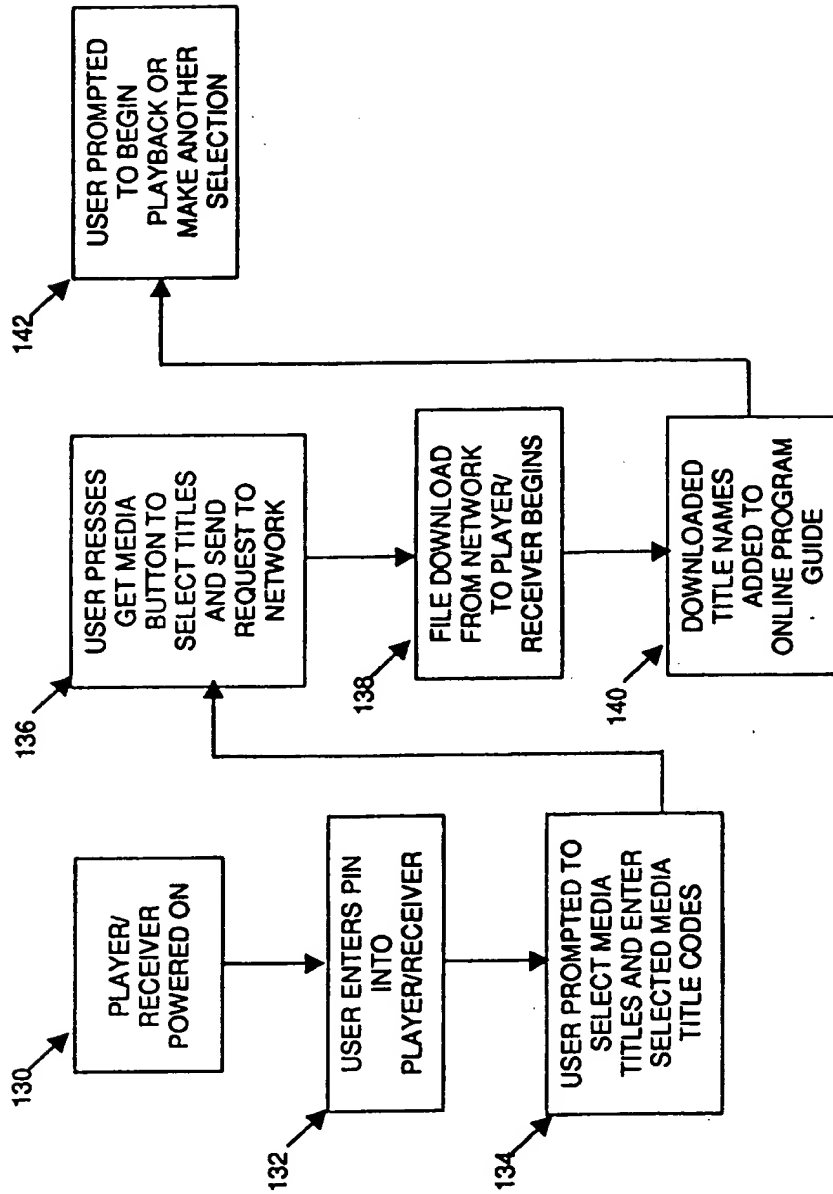 130
PLAYER/
RECEIVER
POWERED ON
132
USER ENTERS PIN
INTO
PLAYER/RECEIVER
134
USER PROMPTED TO
SELECT MEDIA
TITLES AND ENTER
SELECTED MEDIA
TITLE CODES
136
USER PRESSES
GET MEDIA
BUTTON TO
SELECT TITLES
AND SEND
REQUEST TO
NETWORK
138
FILE DOWNLOAD
FROM NETWORK
TO PLAYER/
RECEIVER BEGINS
140
DOWNLOADED
TITLE NAMES
ADDED TO
ONLINE PROGRAM
GUIDE
142
USER PROMPTED
TO BEGIN
PLAYBACK OR
MAKE ANOTHER
SELECTION